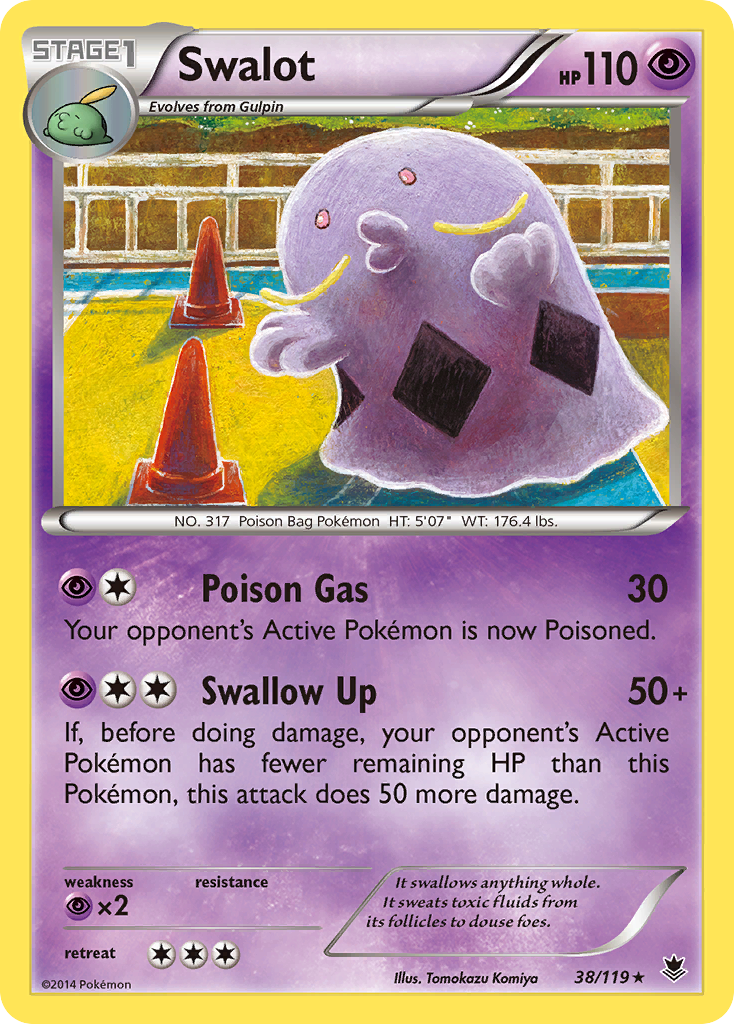 STAGE1
Swalot
HP110
Evolves from Gulpin
NO. 317 Poison Bag Pokémon HT: 5'07" WT: 176.4 lbs.
Poison Gas 30
Your opponent's Active Pokémon is now Poisoned.
Swallow Up 50+
If, before doing damage, your opponent's Active
Pokémon has fewer remaining HP than this
Pokémon, this attack does 50 more damage.
weakness resistance
×2
retreat
It swallows anything whole.
It sweats toxic fluids from
its follicles to douse foes.
©2014 Pokémon
Illus. Tomokazu Komiya
38/119★